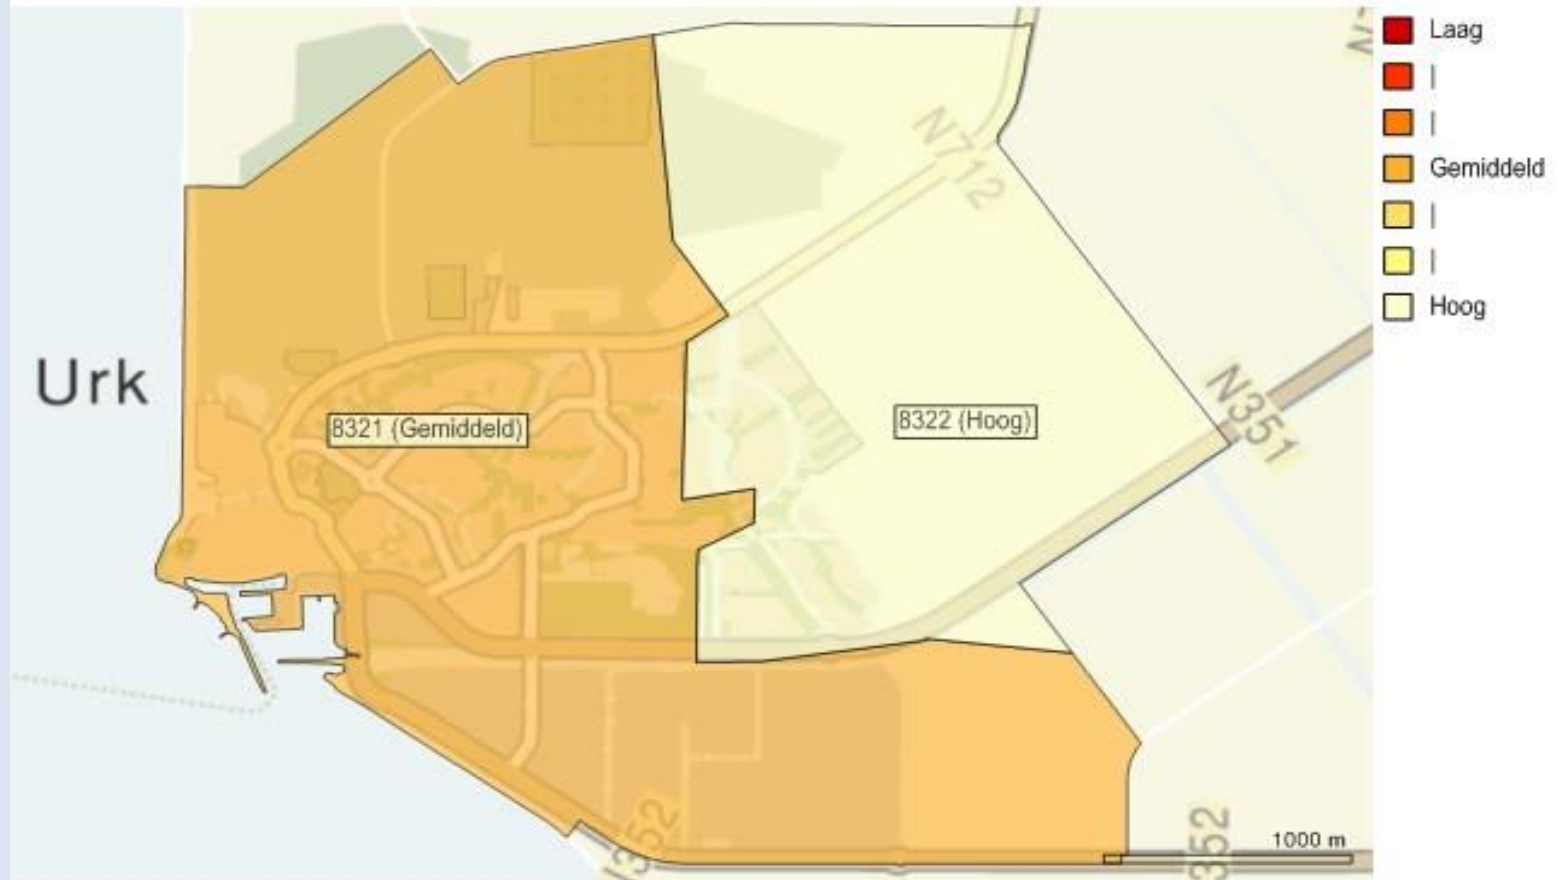 Laag
|
|
Gemiddeld
|
|
Hoog
N712
Urk
8321 (Gemiddeld)
8322 (Hoog)
N351
352
352
1000 m